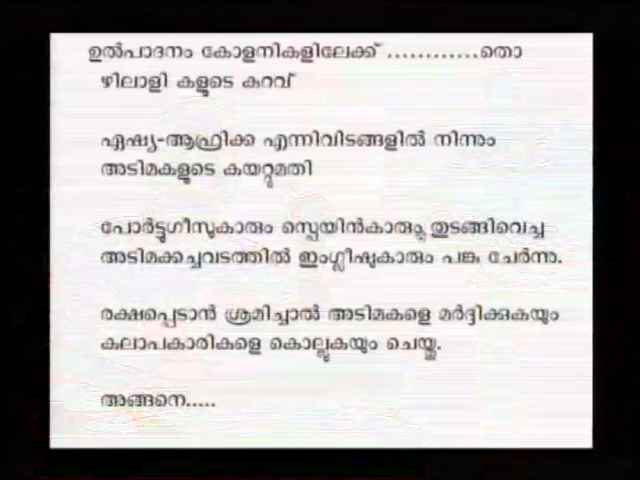 ഉൽപാദനം കോളനികളിലേക്ക് ............തൊ
ഴിലാളി കളുടെ കുറവ്
ഏഷ്യ-ആഫ്രിക്ക എന്നിവിടങ്ങളിൽ നിന്നും
അടിമകളുടെ കയറ്റുമതി
പോർട്ടുഗീസുകാരും സ്പെയിൻകാരും തുടങ്ങിവെച്ച
അടിമക്കച്ചവടത്തിൽ ഇംഗ്ലീഷുകാരും പങ്കു ചേർന്നു.
രക്ഷപ്പെടാൻ ശ്രമിച്ചാൽ അടിമകളെ മർദ്ദിക്കുകയും
കലാപകാരികളെ കൊല്ലുകയും ചെയ്തു.
അങ്ങനെ.....